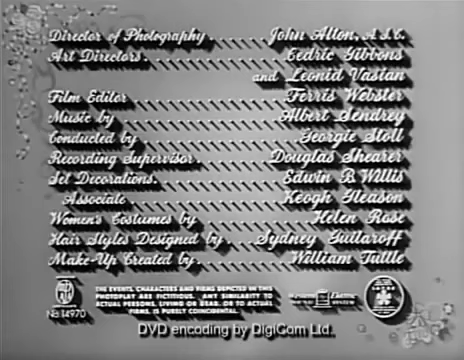 Director of Photography.......John Alton, A.S.C.
Art Directors.......Cedric Gibbons
and Leonid Vasian
Film Editor.......Ferris Webster
Music by.......Albert Sendrey
Conducted by.......Georgie Stoll
Recording Supervisor.......Douglas Shearer
Set Decorations.......Edwin B. Willis
Associate.......Keogh Gleason
Women's Costumes by.......Helen Rose
Hair Styles Designed by.......Sydney Guilaroff
Make-Up Created by.......William Tuttle
THE EVENTS, CHARACTERS AND FIRMS DEPICTED IN THIS
PHOTOPLAY ARE FICTITIOUS. ANY SIMILARITY TO
ACTUAL PERSONS, LIVING OR DEAD, OR TO ACTUAL
FIRMS, IS PURELY COINCIDENTAL.
No 14970
Western Electric
DVD encoding by DigiCom Ltd.